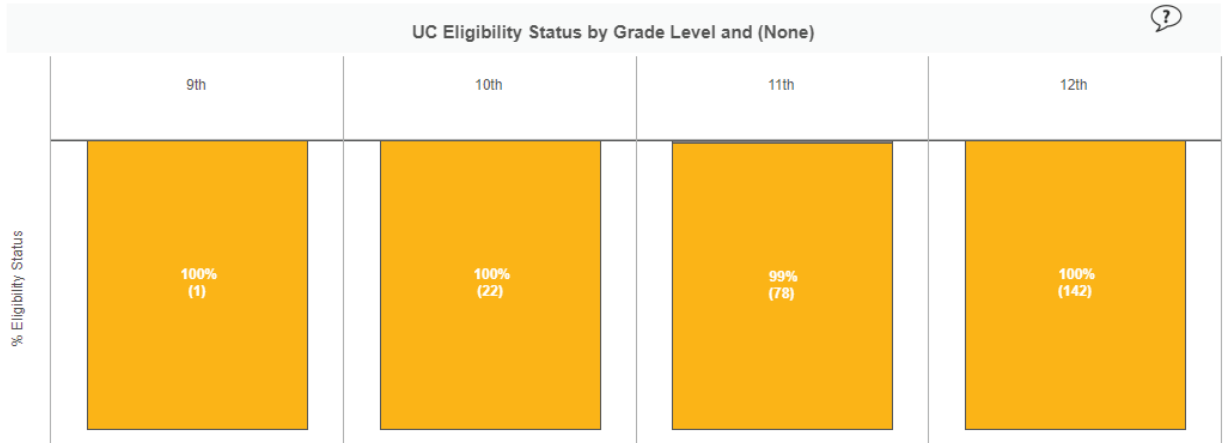 UC Eligibility Status by Grade Level and (None)
?
9th
10th
11th
12th
% Eligibility Status
100%
(1)
100%
(22)
99%
(78)
100%
(142)